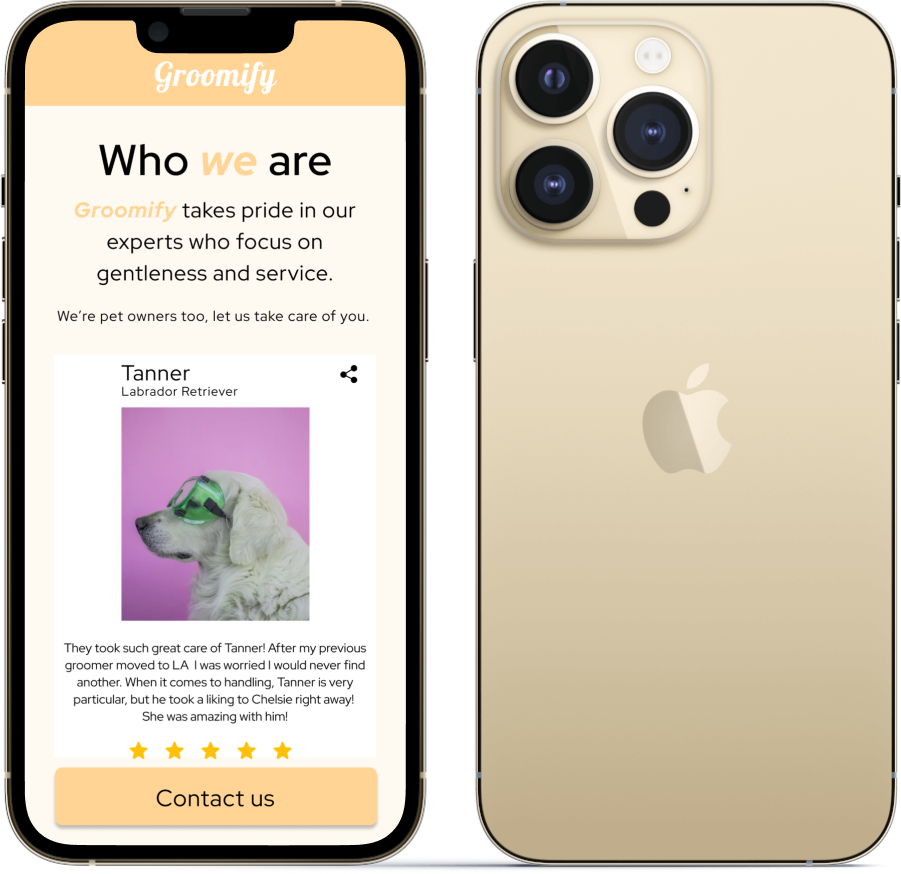 Groomify
Who we are
Groomify takes pride in our
experts who focus on
gentleness and service.
We’re pet owners too, let us take care of you.
Tanner
Labrador Retriever
They took such great care of Tanner! After my previous
groomer moved to LA  I was worried I would never find
another. When it comes to handling, Tanner is very
particular, but he took a liking to Chelsie right away!
She was amazing with him!
Contact us